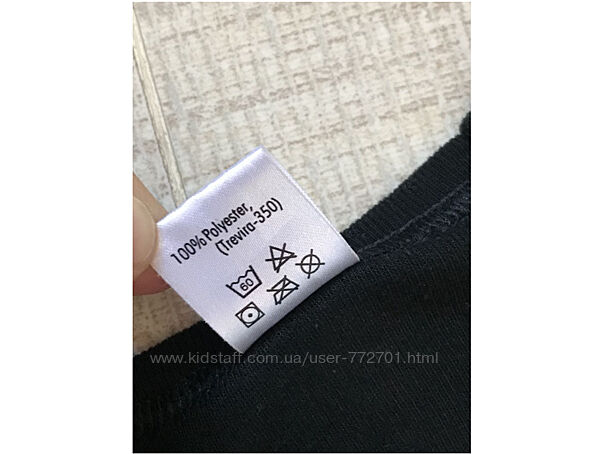 100% Polyester,
(Trevira-350)
60
www.kidstaff.com.ua/user-772701.html